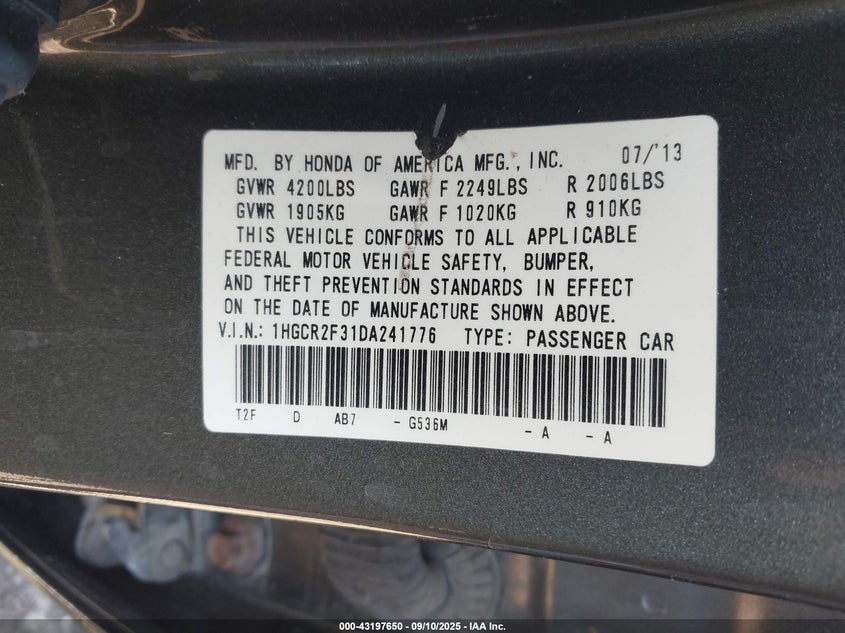 MFD. BY HONDA OF AMERICA MFG., INC. 07/'13
GVWR 4200LBS GAWR F 2249LBS R 2006LBS
GVWR 1905KG GAWR F 1020KG R 910KG
THIS VEHICLE CONFORMS TO ALL APPLICABLE
FEDERAL MOTOR VEHICLE SAFETY, BUMPER,
AND THEFT PREVENTION STANDARDS IN EFFECT
ON THE DATE OF MANUFACTURE SHOWN ABOVE.
V.I.N.: 1HGCR2F31DA241776 TYPE: PASSENGER CAR
T2F D AB7 - G536M - A - A
000-43197650 - 09/10/2025 - IAA Inc.